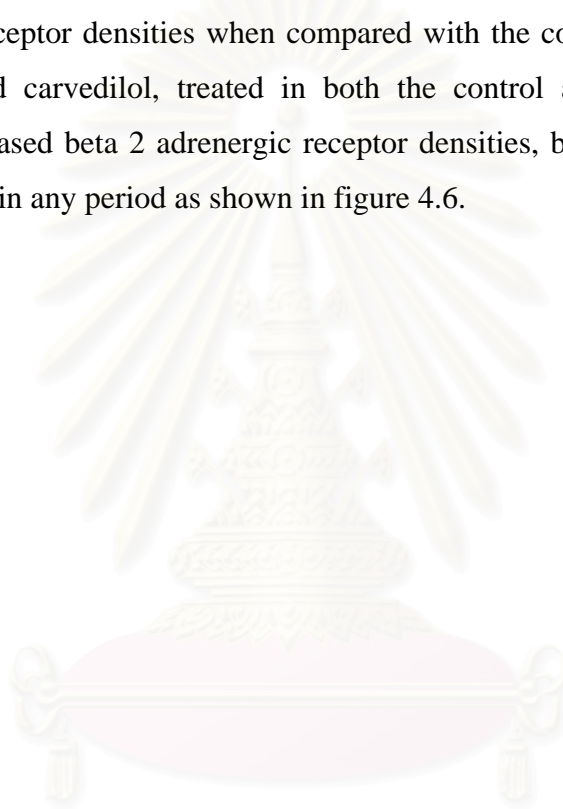 ceptor densities when compared with the co
d carvedilol, treated in both the control a
ased beta 2 adrenergic receptor densities, b
in any period as shown in figure 4.6.